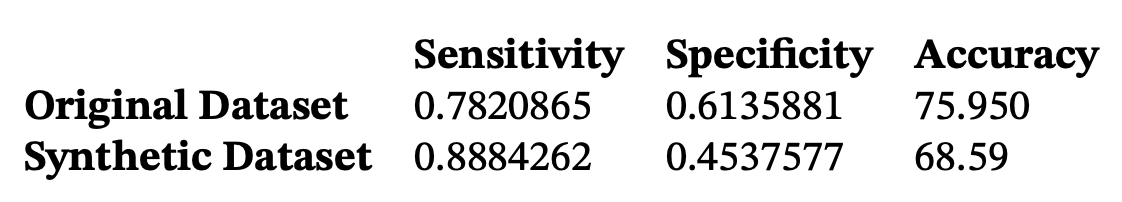 Sensitivity Specificity Accuracy
Original Dataset 0.7820865 0.6135881 75.950
Synthetic Dataset 0.8884262 0.4537577 68.59